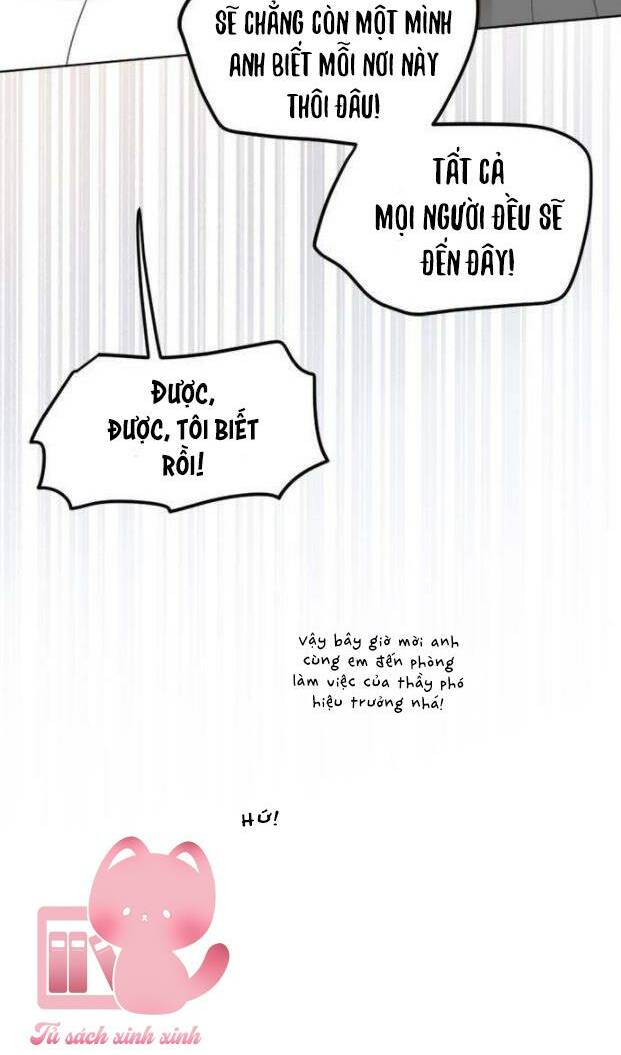 SẼ CHẲNG CÒN MỘT MÌNH
ANH BIẾT MỖI NƠI NÀY
THÔI ĐÂU!
TẤT CẢ
MỌI NGƯỜI ĐỀU SẼ
ĐẾN ĐÂY!
ĐƯỢC,
ĐƯỢC, TÔI BIẾT
RỒI!
Vậy bây giờ mời anh
cùng em đến phòng
làm việc của thầy phó
hiệu trưởng nhá!
HỨ!
Tủ sách xinh xinh